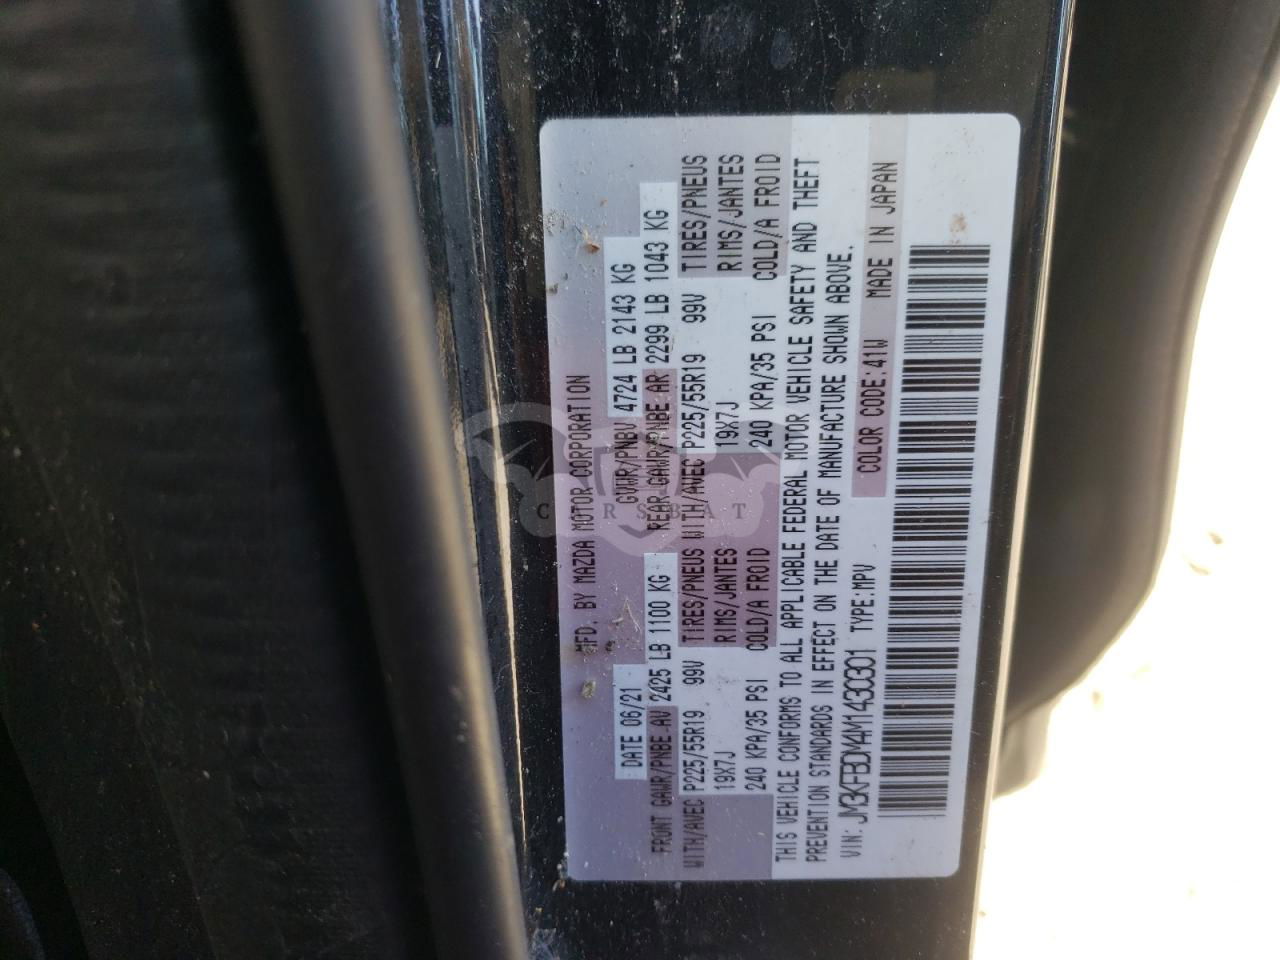 MFD. BY MAZDA MOTOR CORPORATION
DATE 06/21 GVWR/PNBV 4724 LB 2143 KG
FRONT GAWR/PNBE AV 2425 LB 1100 KG REAR GAWR/PNBE AR 2299 LB 1043 KG
WITH/AVEC P225/55R19 99V TIRES/PNEUS WITH/AVEC P225/55R19 99V TIRES/PNEUS
19X7J RIMS/JANTES 19X7J RIMS/JANTES
240 KPA/35 PSI COLD/A FROID 240 KPA/35 PSI COLD/A FROID
THIS VEHICLE CONFORMS TO ALL APPLICABLE FEDERAL MOTOR VEHICLE SAFETY AND THEFT
PREVENTION STANDARDS IN EFFECT ON THE DATE OF MANUFACTURE SHOWN ABOVE.
VIN: JM3KFBDM4M1430301 TYPE:MPV COLOR CODE:41W MADE IN JAPAN
CARSBAT